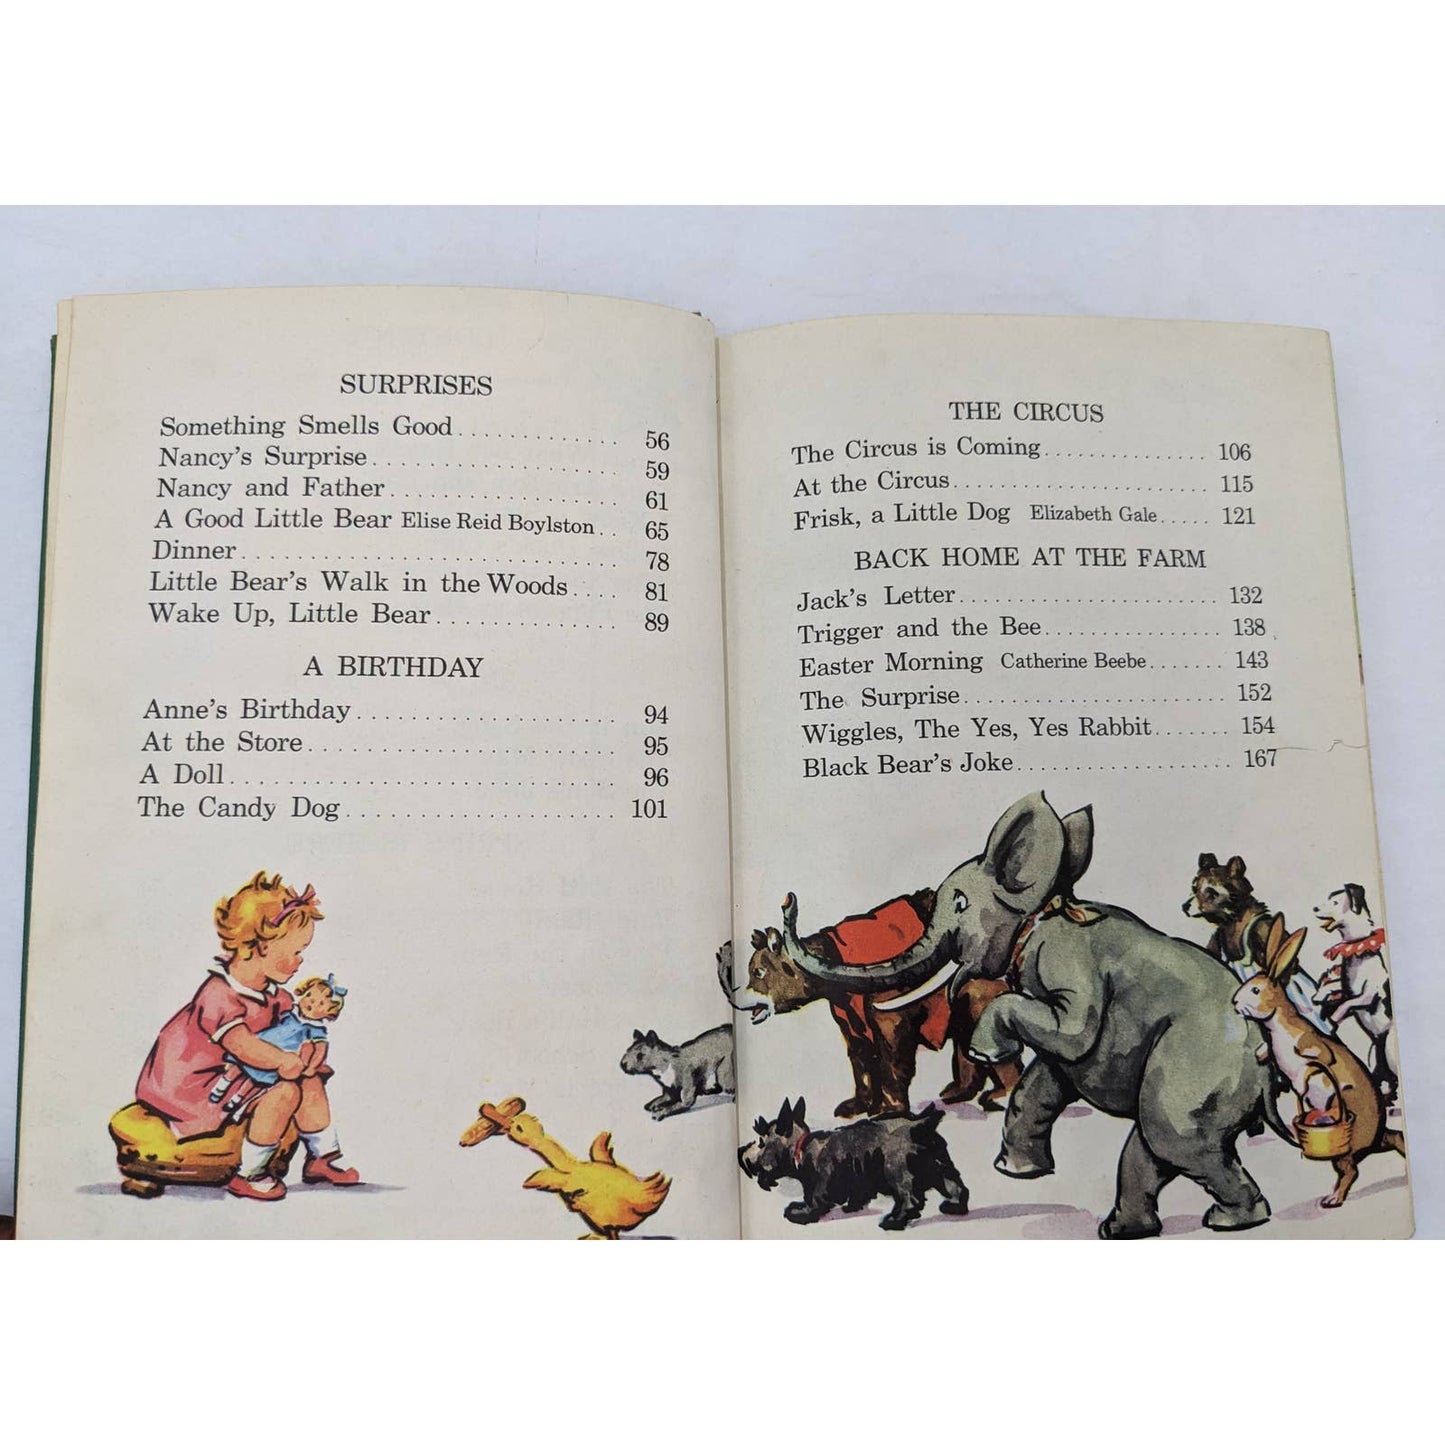 SURPRISES
Something Smells Good . . . . . . . . . . . . . 56
Nancy's Surprise . . . . . . . . . . . . . . . . . . . . 59
Nancy and Father . . . . . . . . . . . . . . . . . . 61
A Good Little Bear Elise Reid Boylston . . 65
Dinner . . . . . . . . . . . . . . . . . . . . . . . . . . . . . . 78
Little Bear's Walk in the Woods . . . . 81
Wake Up, Little Bear . . . . . . . . . . . . . . . 89
A BIRTHDAY
Anne's Birthday . . . . . . . . . . . . . . . . . . . . 94
At the Store . . . . . . . . . . . . . . . . . . . . . . . . 95
A Doll . . . . . . . . . . . . . . . . . . . . . . . . . . . . . . 96
The Candy Dog . . . . . . . . . . . . . . . . . . . . . 101
THE CIRCUS
The Circus is Coming . . . . . . . . . . . . . . . 106
At the Circus . . . . . . . . . . . . . . . . . . . . . . 115
Frisk, a Little Dog Elizabeth Gale . . . . . 121
BACK HOME AT THE FARM
Jack's Letter . . . . . . . . . . . . . . . . . . . . . . . 132
Trigger and the Bee . . . . . . . . . . . . . . . . 138
Easter Morning Catherine Beebe . . . . . . . 143
The Surprise . . . . . . . . . . . . . . . . . . . . . . . 152
Wiggles, The Yes, Yes Rabbit . . . . . . . 154
Black Bear's Joke . . . . . . . . . . . . . . . . . . . 167